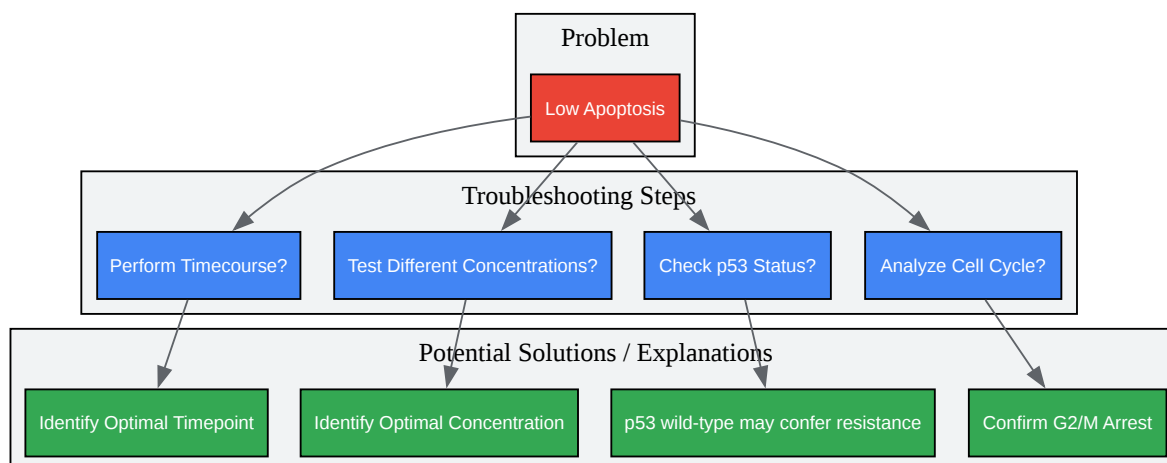 Problem
Low Apoptosis
Troubleshooting Steps
Perform Timecourse?
Test Different Concentrations?
Check p53 Status?
Analyze Cell Cycle?
Potential Solutions / Explanations
Identify Optimal Timepoint
Identify Optimal Concentration
p53 wild-type may confer resistance
Confirm G2/M Arrest